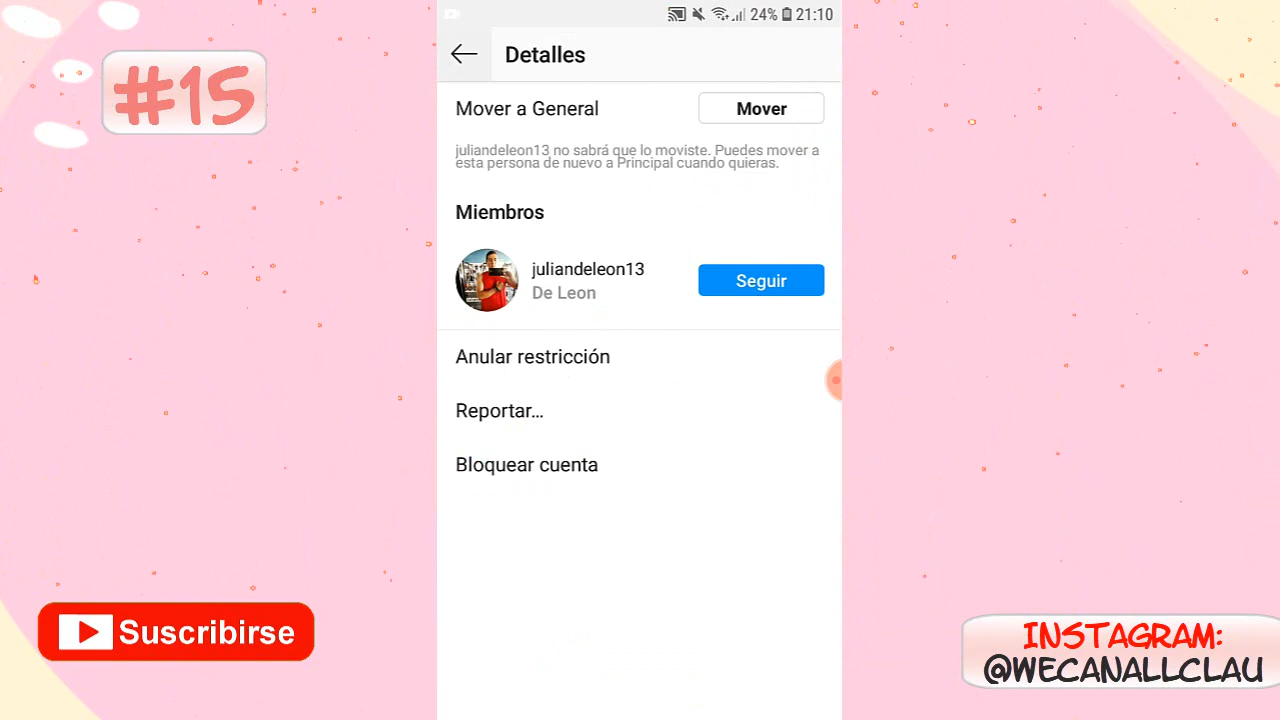 #15
24% 21:10
Detalles
Mover a General
Mover
juliandeleon13 no sabrá que lo moviste. Puedes mover a
esta persona de nuevo a Principal cuando quieras.
Miembros
juliandeleon13
De Leon
Seguir
Anular restricción
Reportar...
Bloquear cuenta
Suscribirse
INSTAGRAM:
@WECANALLCLAU